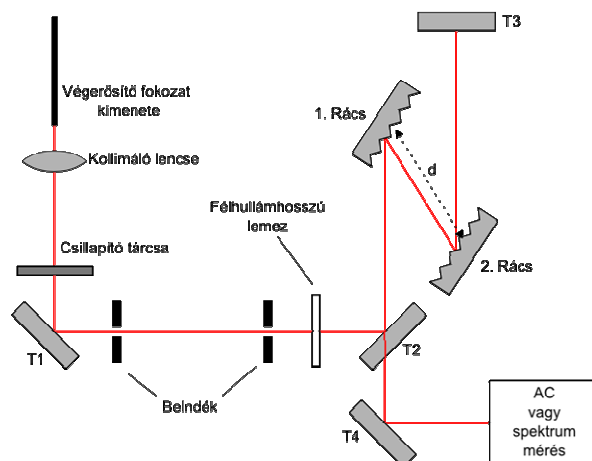 T3
Végerősítő fokozat
kimenete
1. Rács
Kollimáló lencse
d
Félhullámhosszú
lemez
Csillapító tárcsa
2. Rács
T1
T2
Beindék
T4
AC
vagy
spektrum
mérés